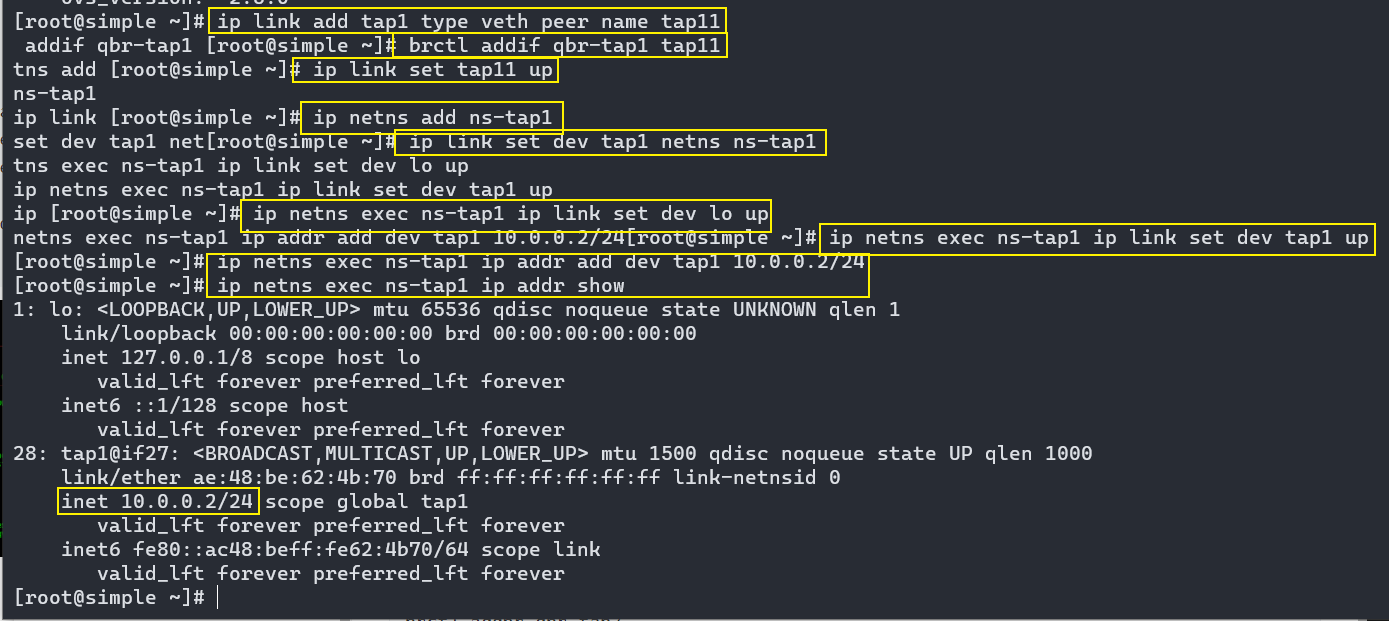 [root@simple ~]# ip link add tap1 type veth peer name tap11
 addif qbr-tap1 [root@simple ~]# brctl addif qbr-tap1 tap11
tns add [root@simple ~]# ip link set tap11 up
ns-tap1
ip link [root@simple ~]# ip netns add ns-tap1
set dev tap1 net[root@simple ~]# ip link set dev tap1 netns ns-tap1
tns exec ns-tap1 ip link set dev lo up
ip netns exec ns-tap1 ip link set dev tap1 up
ip [root@simple ~]# ip netns exec ns-tap1 ip link set dev lo up
netns exec ns-tap1 ip addr add dev tap1 10.0.0.2/24[root@simple ~]# ip netns exec ns-tap1 ip link set dev tap1 up
[root@simple ~]# ip netns exec ns-tap1 ip addr add dev tap1 10.0.0.2/24
[root@simple ~]# ip netns exec ns-tap1 ip addr show
1: lo: <LOOPBACK,UP,LOWER_UP> mtu 65536 qdisc noqueue state UNKNOWN qlen 1
    link/loopback 00:00:00:00:00:00 brd 00:00:00:00:00:00
    inet 127.0.0.1/8 scope host lo
       valid_lft forever preferred_lft forever
    inet6 ::1/128 scope host
       valid_lft forever preferred_lft forever
28: tap1@if27: <BROADCAST,MULTICAST,UP,LOWER_UP> mtu 1500 qdisc noqueue state UP qlen 1000
    link/ether ae:48:be:62:4b:70 brd ff:ff:ff:ff:ff:ff link-netnsid 0
    inet 10.0.0.2/24 scope global tap1
       valid_lft forever preferred_lft forever
    inet6 fe80::ac48:beff:fe62:4b70/64 scope link
       valid_lft forever preferred_lft forever
[root@simple ~]#